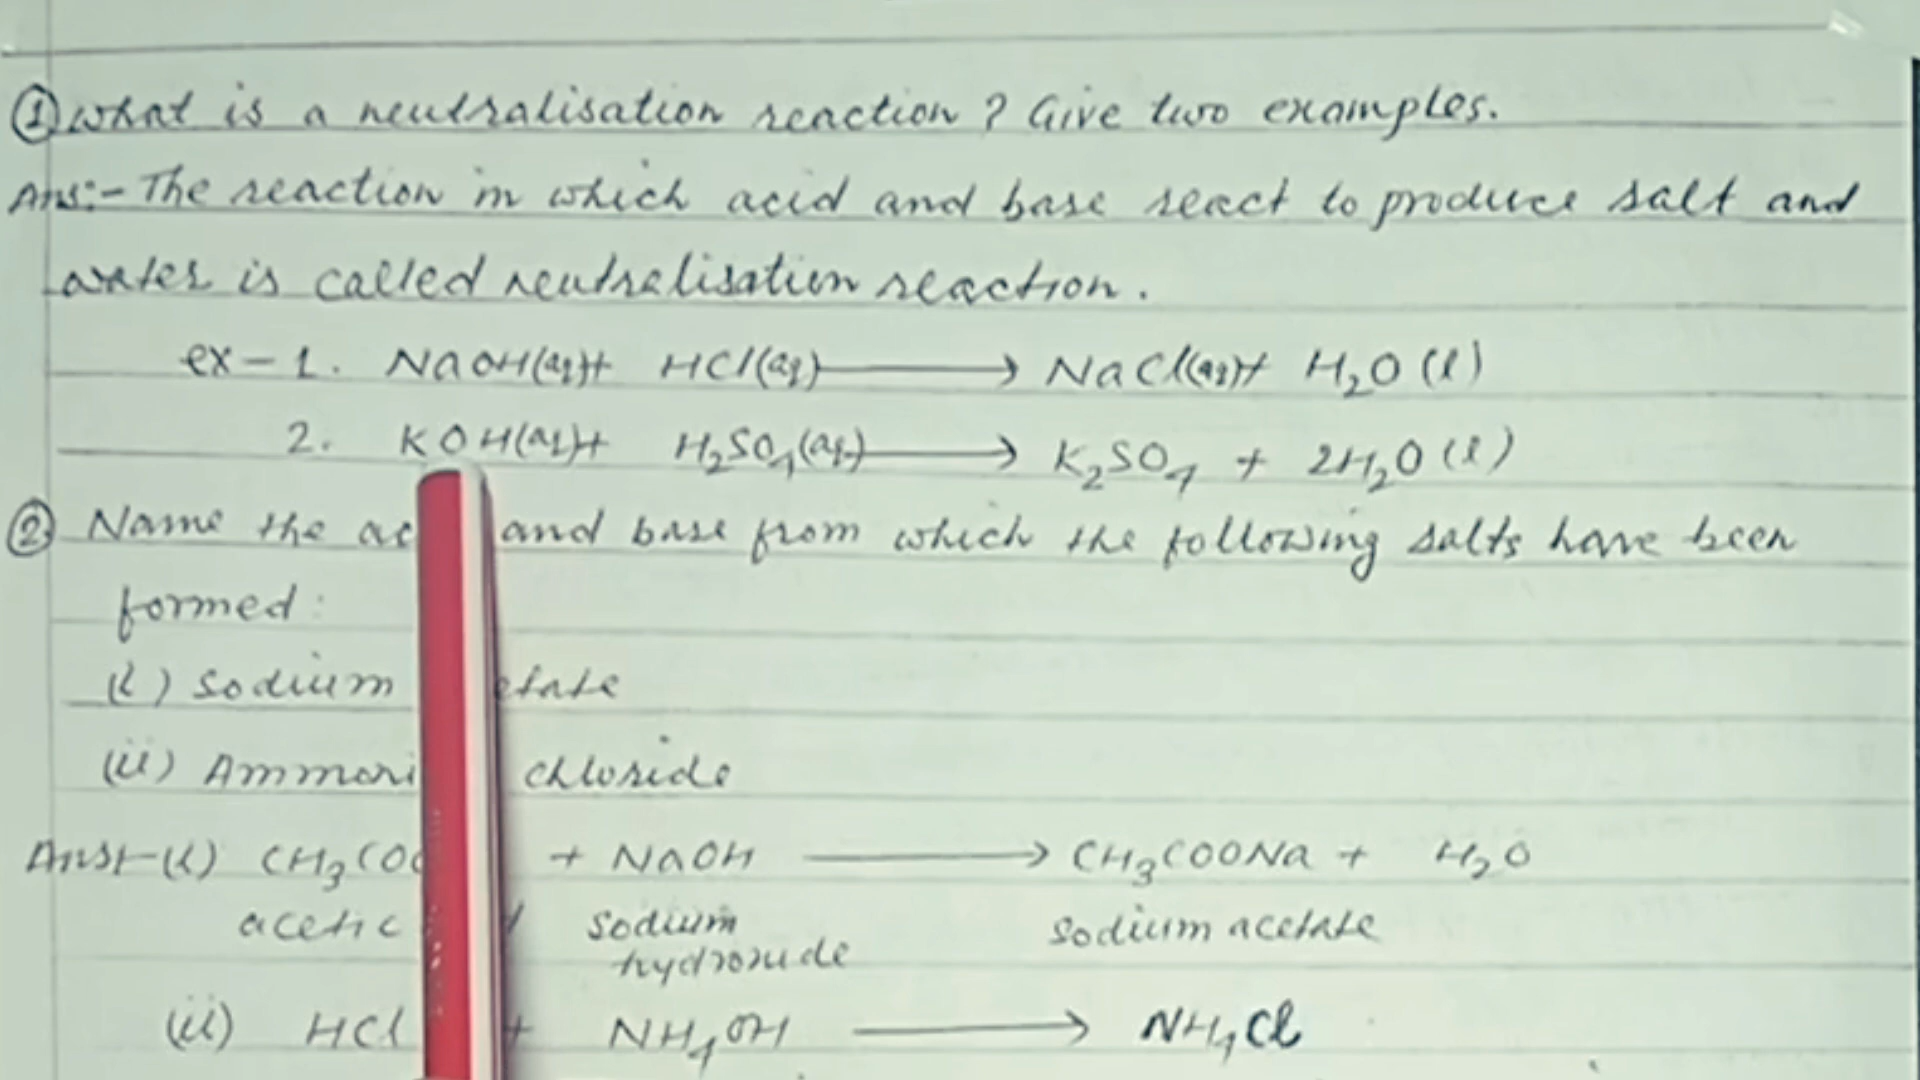 ① what is a neutralisation reaction? Give two examples.
Ans:- The reaction in which acid and base react to produce salt and
water is called neutralisation reaction.
ex-1. NaOH(aq)+ HCl(aq) → NaCl(aq)+ H₂O(l)
2. KOH(aq)+ H₂SO₄(aq) → K₂SO₄ + 2H₂O(l)
② Name the and base from which the following salts have been
formed:
(i) Sodium
(ii) chloride
Ans:-(i) + NaOH → CH₃COONa + H₂O
acetic sodium sodium acetate
hydroxide
(ii) HCl + NH₄OH → NH₄Cl